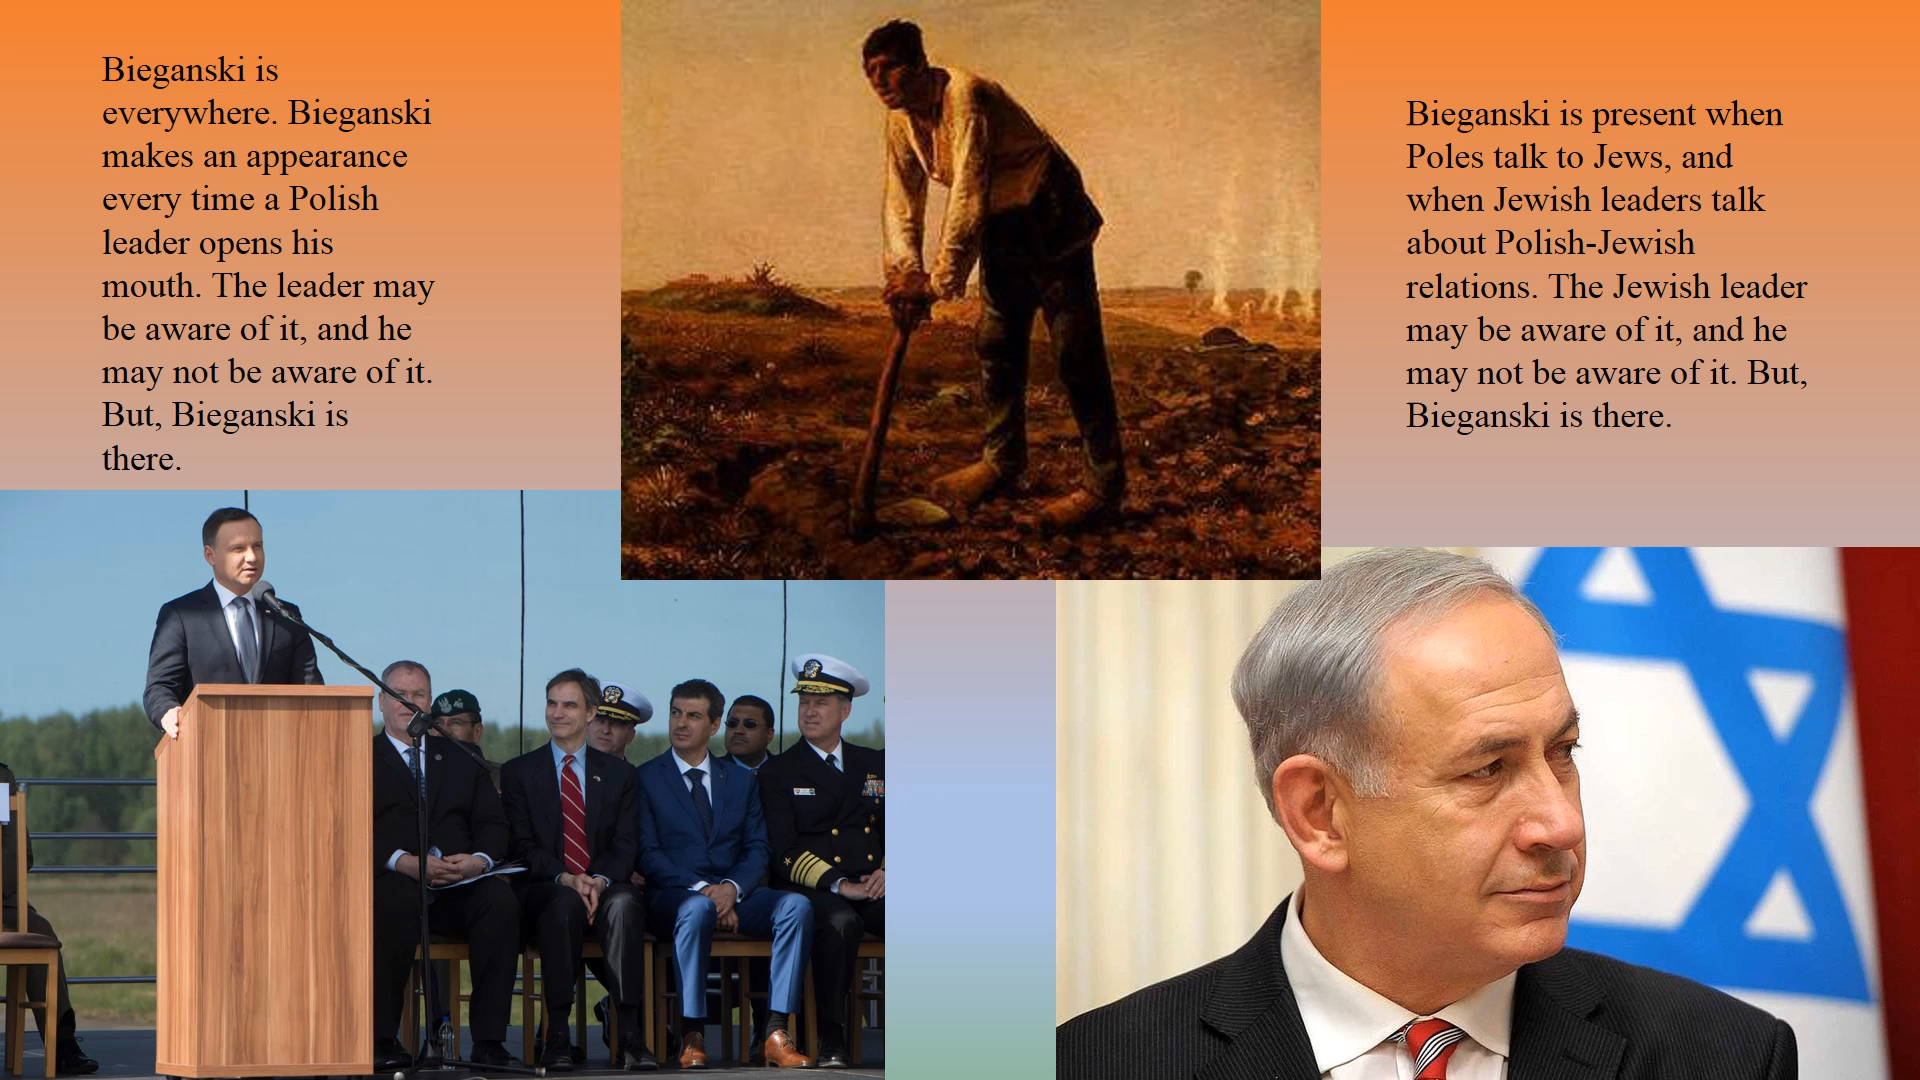 Bieganski is
everywhere. Bieganski
makes an appearance
every time a Polish
leader opens his
mouth. The leader may
be aware of it, and he
may not be aware of it.
But, Bieganski is
there.
Bieganski is present when
Poles talk to Jews, and
when Jewish leaders talk
about Polish-Jewish
relations. The Jewish leader
may be aware of it, and he
may not be aware of it. But,
Bieganski is there.